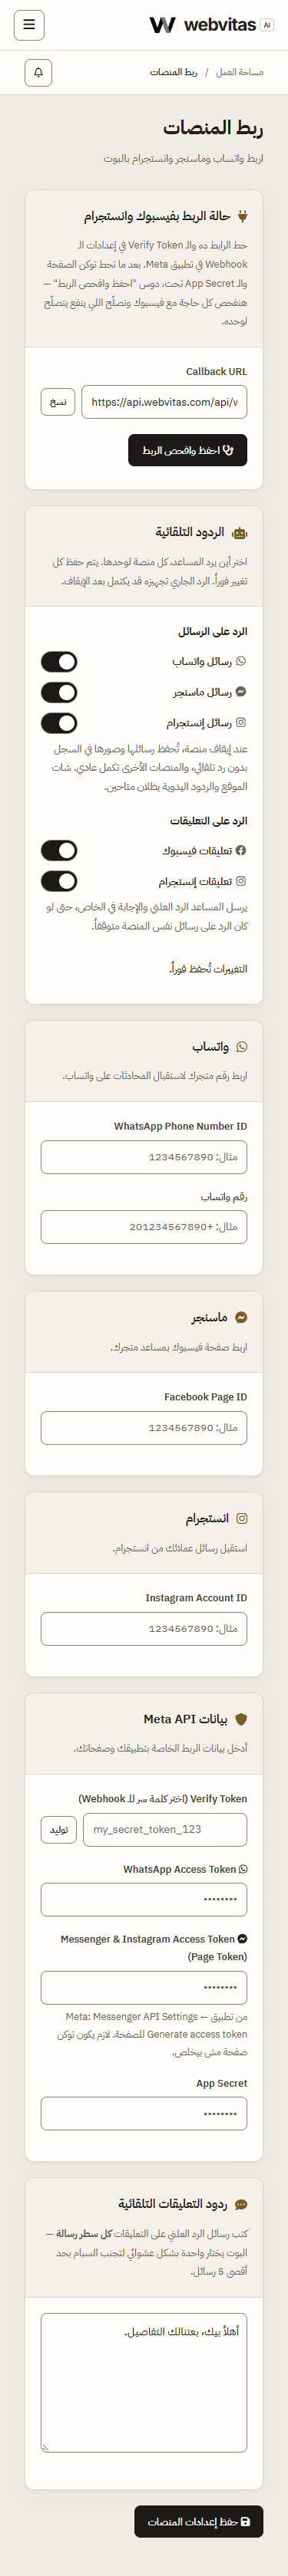 webvitas AI
مساحة العمل / ربط المنصات
ربط المنصات
اربط واتساب وماسنجر وانستجرام بالبوت
حالة الربط بفيسبوك وانستجرام
حط الرابط ده والـ Verify Token في إعدادات الـ
Webhook في تطبيق Meta. بعد ما تحط توكن الصفحة
والـ App Secret تحت، دوس "احفظ وافحص الربط" —
هنفحص كل حاجة مع فيسبوك ونصلّح اللي ينفع يتصلّح
لوحده.
Callback URL
https://api.webvitas.com/api/v
نسخ
احفظ وافحص الربط
الردود التلقائية
اختر أين يرد المساعد. كل منصة لوحدها. يتم حفظ كل
تغيير فوراً. الرد الجاري تجهيزه قد يكتمل بعد الإيقاف.
الرد على الرسائل
رسائل واتساب
رسائل ماسنجر
رسائل إنستجرام
عند إيقاف منصة، تُحفظ رسائلها وصورها في السجل
بدون رد تلقائي، والمنصات الأخرى تكمل عادي. شات
الموقع والردود اليدوية يظلان متاحين.
الرد على التعليقات
تعليقات فيسبوك
تعليقات إنستجرام
يرسل المساعد الرد العلني والإجابة في الخاص، حتى لو
كان الرد على رسائل نفس المنصة متوقفاً.
التغييرات تُحفظ فوراً.
واتساب
اربط رقم متجرك لاستقبال المحادثات على واتساب.
WhatsApp Phone Number ID
مثال: 1234567890
رقم واتساب
مثال: +201234567890
ماسنجر
اربط صفحة فيسبوك بمساعد متجرك.
Facebook Page ID
مثال: 1234567890
انستجرام
استقبل رسائل عملائك من انستجرام.
Instagram Account ID
مثال: 1234567890
بيانات Meta API
أدخل بيانات الربط الخاصة بتطبيقك وصفحاتك.
Verify Token (اختر كلمة سر للـ Webhook)
my_secret_token_123
توليد
WhatsApp Access Token
••••••••
Messenger & Instagram Access Token
(Page Token)
••••••••
من تطبيق Meta: Messenger API Settings ←
Generate access token للصفحة. لازم يكون توكن
صفحة مش بيخلص.
App Secret
••••••••
ردود التعليقات التلقائية
كتب رسائل الرد العلني على التعليقات كل سطر رسالة —
البوت يختار واحدة بشكل عشوائي لتجنب السبام بحد
أقصى 5 رسائل.
أهلاً بيك، بعتنالك التفاصيل.
حفظ إعدادات المنصات